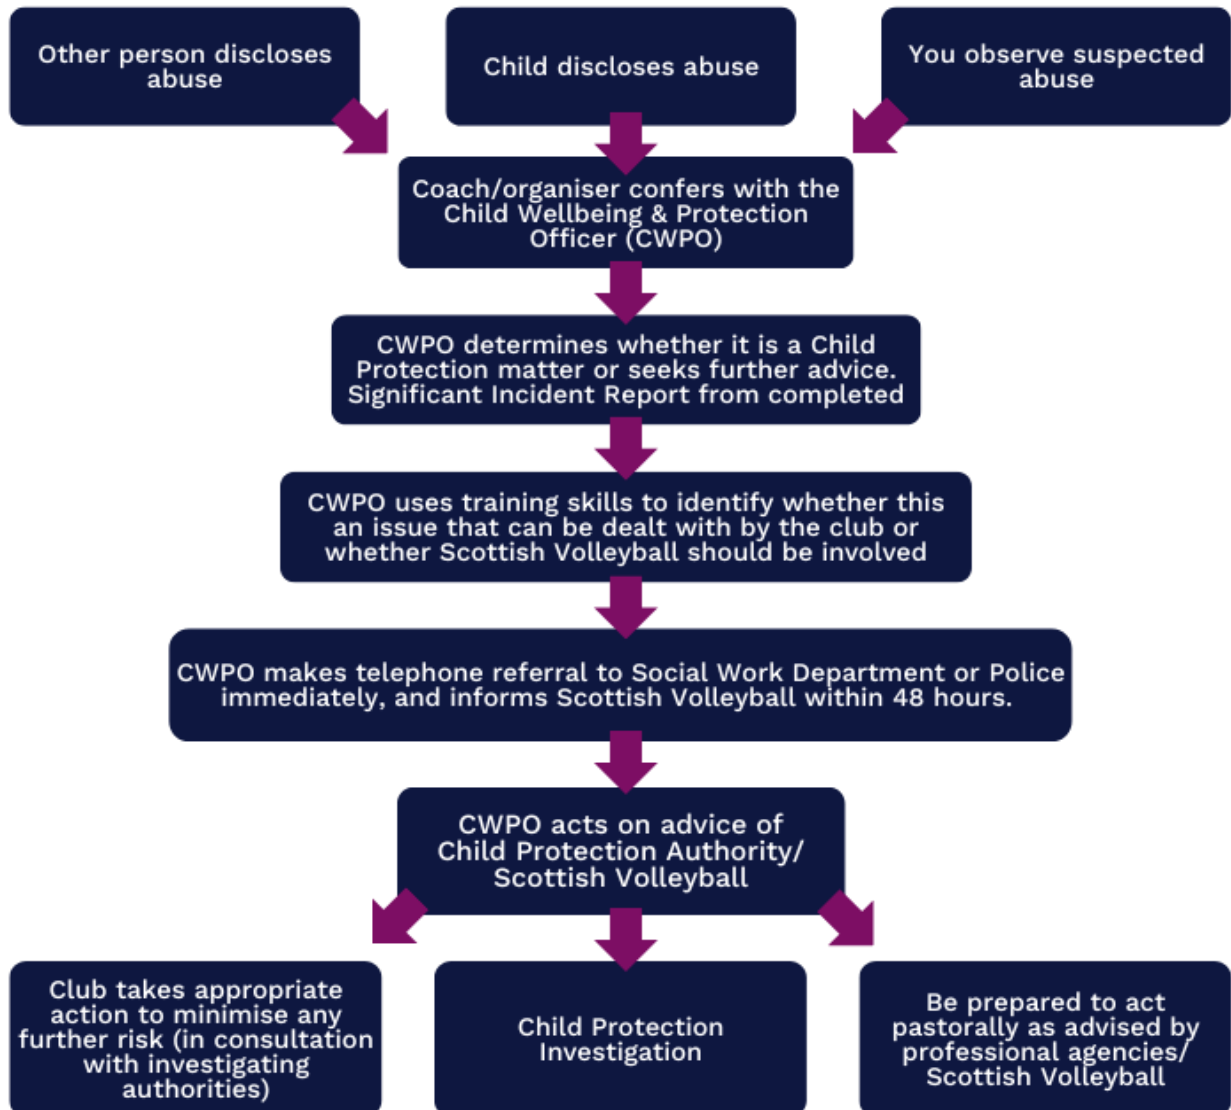 Other person discloses
abuse
Child discloses abuse
You observe suspected
abuse
Coach/organiser confers with the
Child Wellbeing & Protection
Officer (CWPO)
CWPO determines whether it is a Child
Protection matter or seeks further advice.
Significant Incident Report from completed
CWPO uses training skills to identify whether this
an issue that can be dealt with by the club or
whether Scottish Volleyball should be involved
CWPO makes telephone referral to Social Work Department or Police
immediately, and informs Scottish Volleyball within 48 hours.
CWPO acts on advice of
Child Protection Authority/
Scottish Volleyball
Club takes appropriate
action to minimise any
further risk (in consultation
with investigating
authorities)
Child Protection
Investigation
Be prepared to act
pastorally as advised by
professional agencies/
Scottish Volleyball